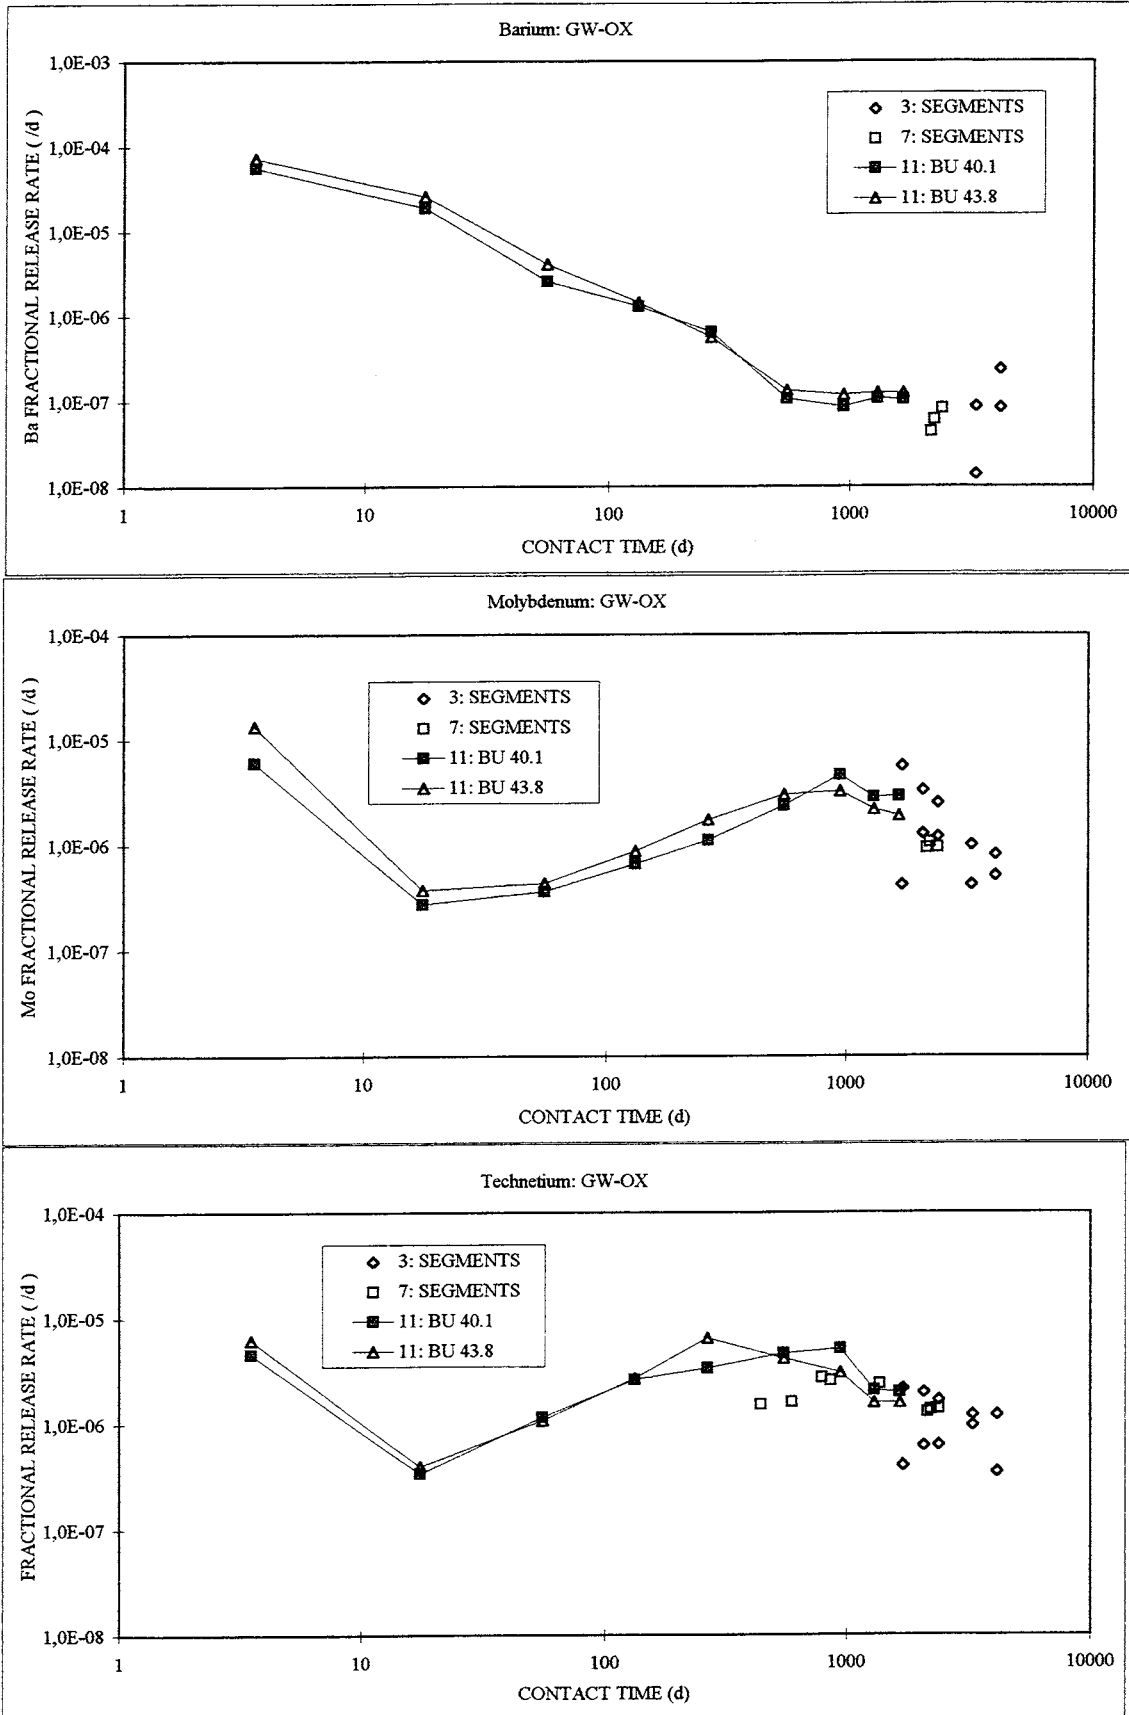 Barium: GW-OX
1,0E-03
1,0E-04
1,0E-05
1,0E-06
1,0E-07
1,0E-08
Ba FRACTIONAL RELEASE RATE ( /d)
3: SEGMENTS
7: SEGMENTS
11: BU 40.1
11: BU 43.8
1
10
100
1000
10000
CONTACT TIME (d)
Molybdenum: GW-OX
1,0E-04
1,0E-05
1,0E-06
1,0E-07
1,0E-08
Mo FRACTIONAL RELEASE RATE ( /d)
3: SEGMENTS
7: SEGMENTS
11: BU 40.1
11: BU 43.8
1
10
100
1000
10000
CONTACT TIME (d)
Technetium: GW-OX
1,0E-04
1,0E-05
1,0E-06
1,0E-07
1,0E-08
FRACTIONAL RELEASE RATE ( /d )
3: SEGMENTS
7: SEGMENTS
11: BU 40.1
11: BU 43.8
1
10
100
1000
10000
CONTACT TIME (d)